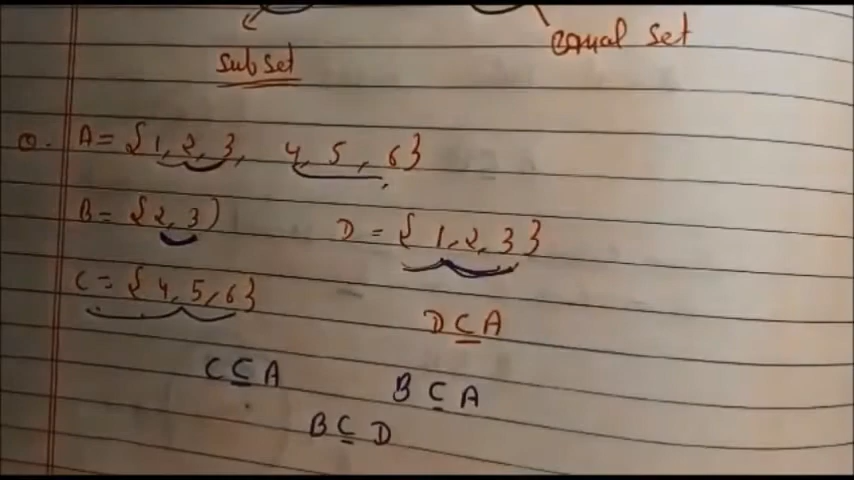 subset
equal set
Q. A = {1, 2, 3, 4, 5, 6}
B = {2, 3}
D = {1, 2, 3}
C = {4, 5, 6}
D ⊆ A
C ⊆ A
B ⊆ A
B ⊆ D